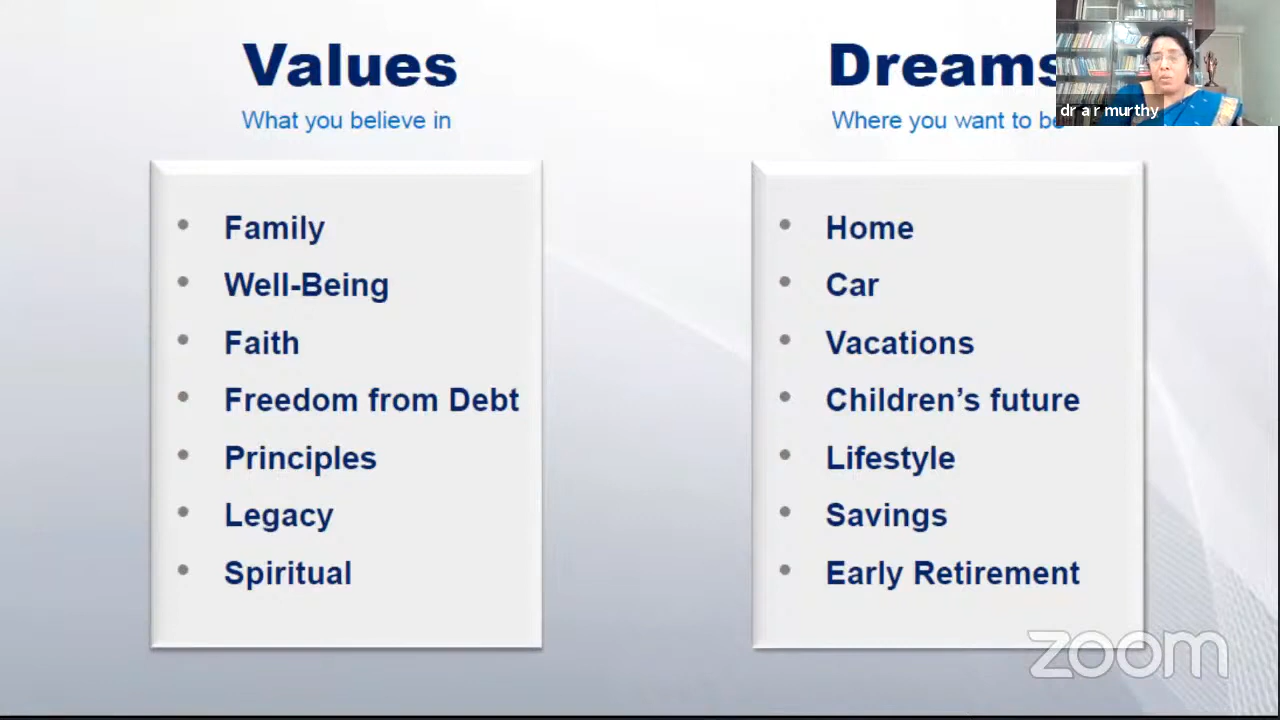 Values
What you believe in
Family
Well-Being
Faith
Freedom from Debt
Principles
Legacy
Spiritual
Dreams
Where you want to be
Home
Car
Vacations
Children’s future
Lifestyle
Savings
Early Retirement
dr a r murthy
zoom